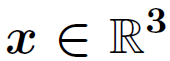 x ∈ ℝ³